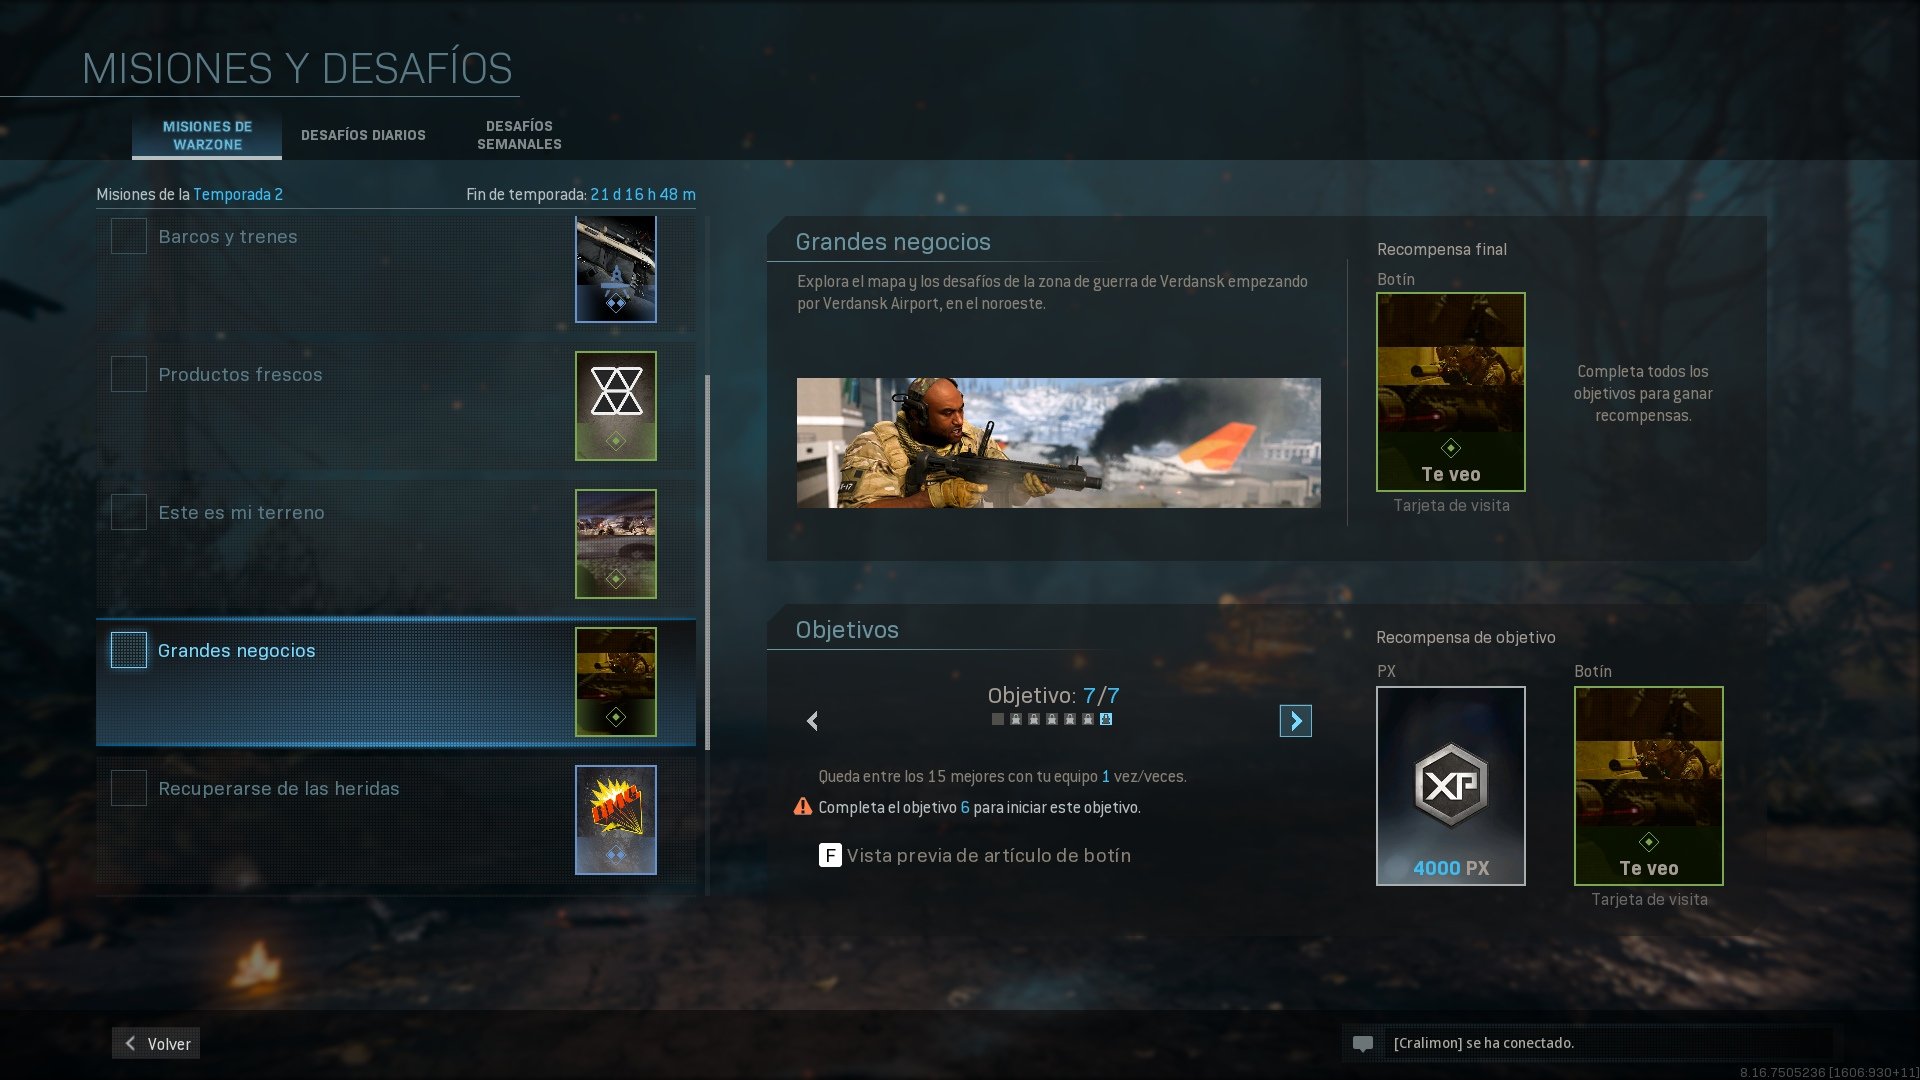 MISIONES Y DESAFÍOS
MISIONES DE
WARZONE
DESAFÍOS DIARIOS
DESAFÍOS
SEMANALES
Misiones de la Temporada 2
Fin de temporada: 21 d 16 h 48 m
Barcos y trenes
Productos frescos
Este es mi terreno
Grandes negocios
Recuperarse de las heridas
Grandes negocios
Explora el mapa y los desafíos de la zona de guerra de Verdansk empezando
por Verdansk Airport, en el noroeste.
Recompensa final
Botín
Te veo
Tarjeta de visita
Completa todos los
objetivos para ganar
recompensas.
Objetivos
Objetivo: 7/7
Queda entre los 15 mejores con tu equipo 1 vez/veces.
Completa el objetivo 6 para iniciar este objetivo.
F Vista previa de artículo de botín
Recompensa de objetivo
PX
XP
4000 PX
Botín
Te veo
Tarjeta de visita
Volver
[Cralimon] se ha conectado.
8.16.7505236 [1606:930+11]